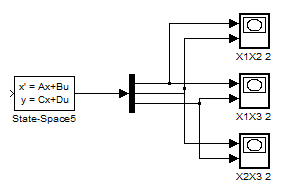 x' = Ax+Bu
y = Cx+Du
State-Space5
X1X2 2
X1X3 2
X2X3 2